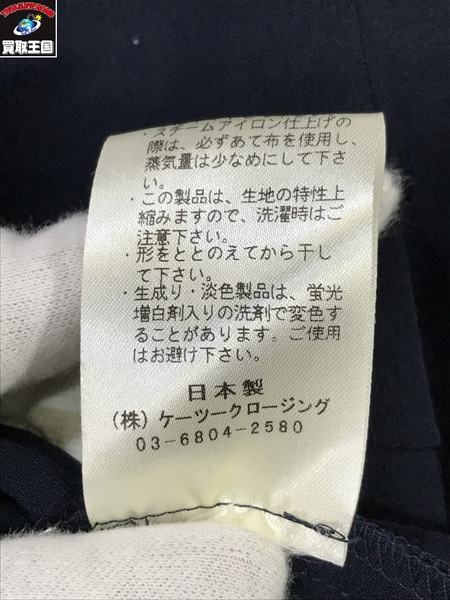 買取王国
・スチームアイロン仕上げの
際は、必ずあて布を使用し、
蒸気量は少なめにして下さ
い。
・この製品は、生地の特性上
縮みますので、洗濯時はご
注意下さい。
・形をととのえてから干し
て下さい。
・生成り・淡色製品は、蛍光
増白剤入りの洗剤で変色す
ることがあります。ご使用
はお避け下さい。
日本製
(株)ケーツークロージング
03-6804-2580